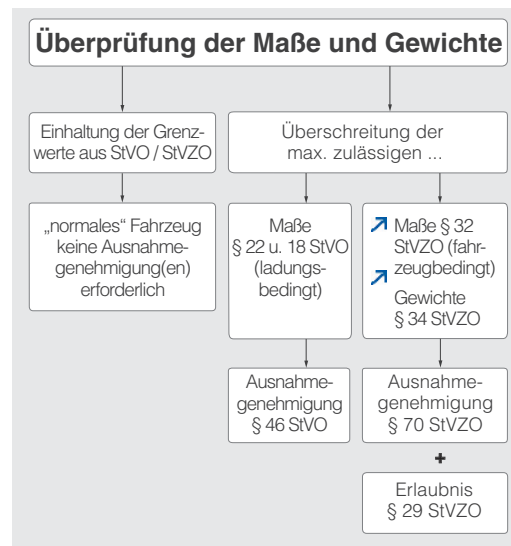 Überprüfung der Maße und Gewichte
Einhaltung der Grenz-
werte aus StVO / StVZO
Überschreitung der
max. zulässigen ...
„normales“ Fahrzeug
keine Ausnahme-
genehmigung(en)
erforderlich
Maße
§ 22 u. 18 StVO
(ladungs-
bedingt)
Maße § 32
StVZO (fahr-
zeugbedingt)
Gewichte
§ 34 StVZO
Ausnahme-
genehmigung
§ 46 StVO
Ausnahme-
genehmigung
§ 70 StVZO
+
Erlaubnis
§ 29 StVZO